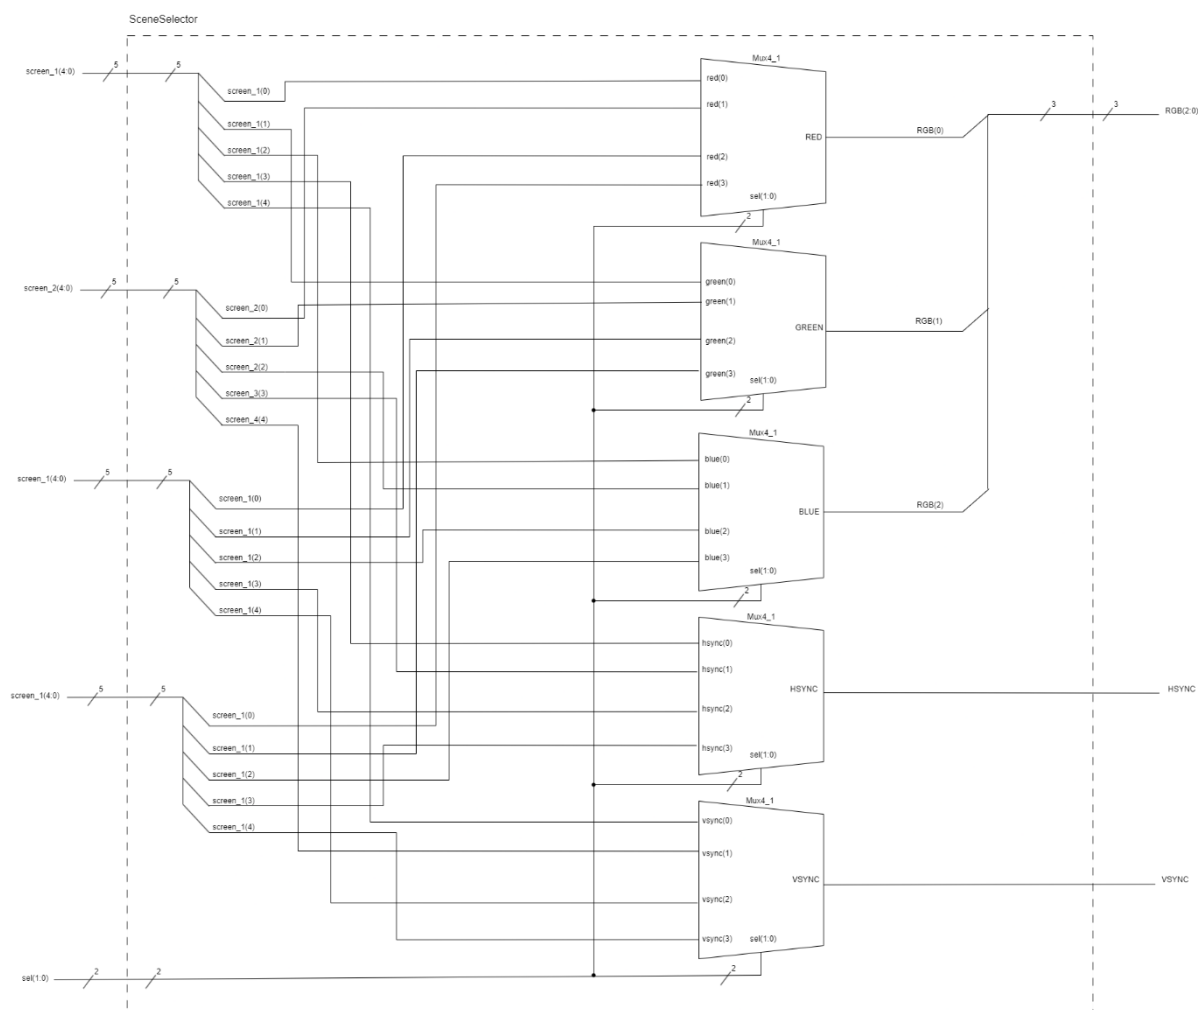 SceneSelector
screen_1(4:0)
5
5
screen_1(0)
screen_1(1)
screen_1(2)
screen_1(3)
screen_1(4)
Mux4_1
red(0)
red(1)
red(2)
red(3)
RED
sel(1:0)
2
RGB(0)
3
3
RGB(2:0)
screen_2(4:0)
5
5
screen_2(0)
screen_2(1)
screen_2(2)
screen_3(3)
screen_4(4)
Mux4_1
green(0)
green(1)
green(2)
green(3)
GREEN
sel(1:0)
2
RGB(1)
screen_1(4:0)
5
5
screen_1(0)
screen_1(1)
screen_1(2)
screen_1(3)
screen_1(4)
Mux4_1
blue(0)
blue(1)
blue(2)
blue(3)
BLUE
sel(1:0)
2
RGB(2)
screen_1(4:0)
5
5
screen_1(0)
screen_1(1)
screen_1(2)
screen_1(3)
screen_1(4)
Mux4_1
hsync(0)
hsync(1)
hsync(2)
hsync(3)
HSYNC
sel(1:0)
2
HSYNC
Mux4_1
vsync(0)
vsync(1)
vsync(2)
vsync(3)
VSYNC
sel(1:0)
2
VSYNC
sel(1:0)
2
2